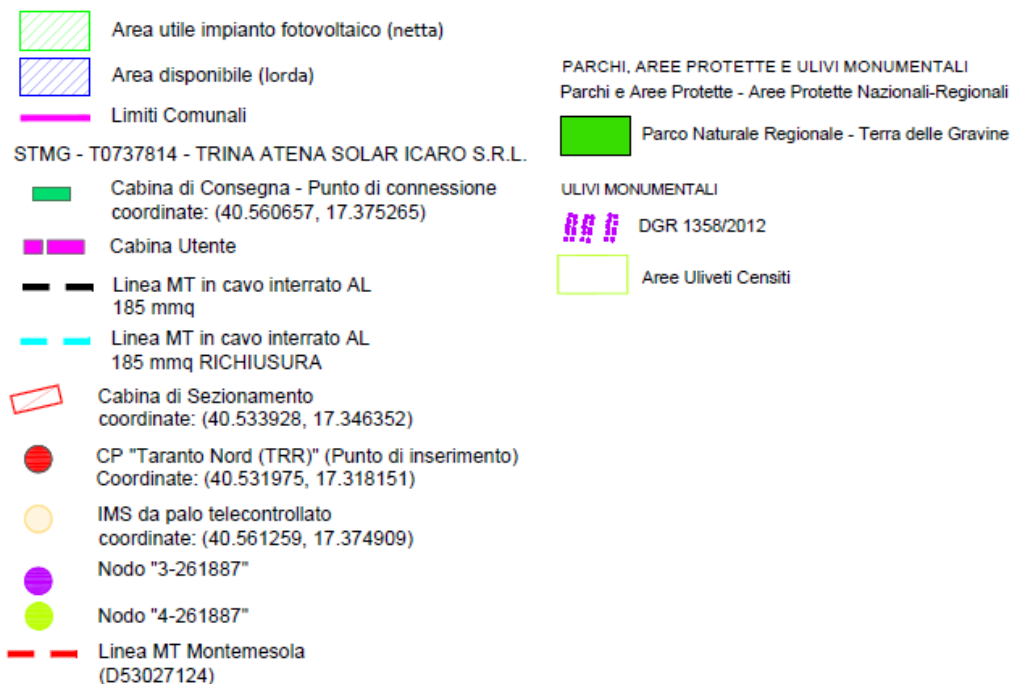 Area utile impianto fotovoltaico (netta)
Area disponibile (lorda)
Limiti Comunali
STMG - T0737814 - TRINA ATENA SOLAR ICARO S.R.L.
Cabina di Consegna - Punto di connessione
coordinate: (40.560657, 17.375265)
Cabina Utente
Linea MT in cavo interrato AL
185 mmq
Linea MT in cavo interrato AL
185 mmq RICHIUSURA
Cabina di Sezionamento
coordinate: (40.533928, 17.346352)
CP "Taranto Nord (TRR)" (Punto di inserimento)
Coordinate: (40.531975, 17.318151)
IMS da palo telecontrollato
coordinate: (40.561259, 17.374909)
Nodo "3-261887"
Nodo "4-261887"
Linea MT Montemesola
(D53027124)
PARCHI, AREE PROTETTE E ULIVI MONUMENTALI
Parchi e Aree Protette - Aree Protette Nazionali-Regionali
Parco Naturale Regionale - Terra delle Gravine
ULIVI MONUMENTALI
DGR 1358/2012
Aree Uliveti Censiti